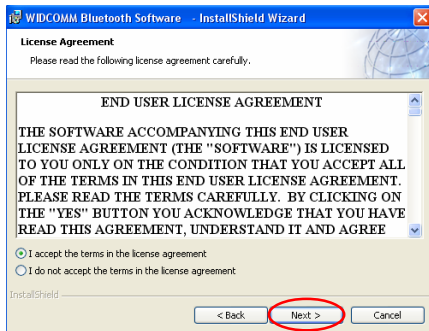 WIDCOMM Bluetooth Software - InstallShield Wizard
License Agreement
Please read the following license agreement carefully.
END USER LICENSE AGREEMENT
THE SOFTWARE ACCOMPANYING THIS END USER
LICENSE AGREEMENT (THE "SOFTWARE") IS LICENSED
TO YOU ONLY ON THE CONDITION THAT YOU ACCEPT ALL
OF THE TERMS IN THIS END USER LICENSE AGREEMENT.
PLEASE READ THE TERMS CAREFULLY. BY CLICKING ON
THE "YES" BUTTON YOU ACKNOWLEDGE THAT YOU HAVE
READ THIS AGREEMENT, UNDERSTAND IT AND AGREE
I accept the terms in the license agreement
I do not accept the terms in the license agreement
InstallShield
< Back Next > Cancel